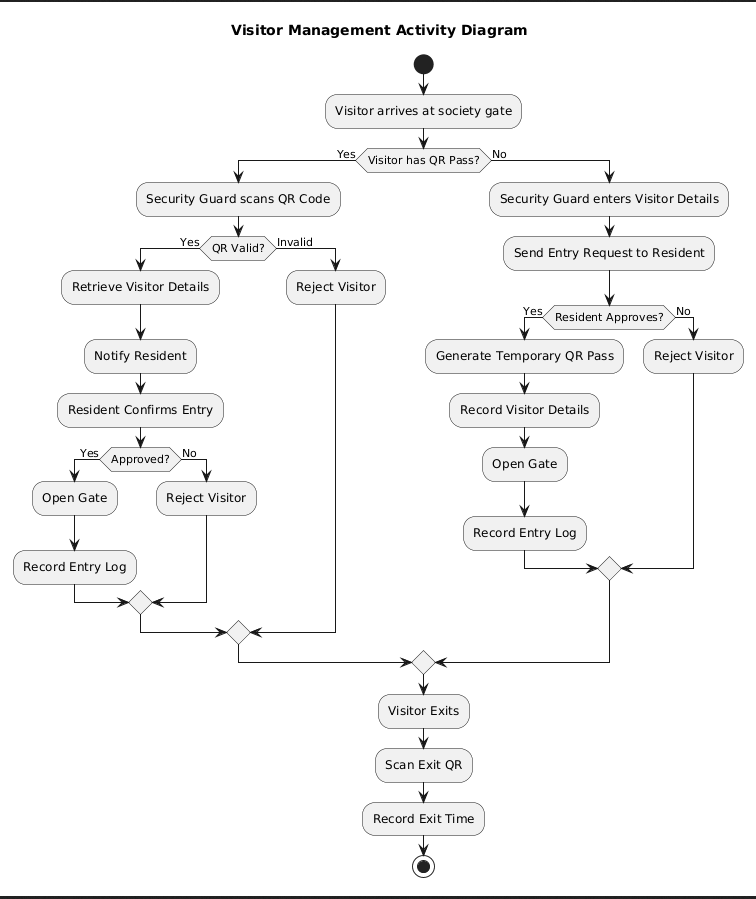 Visitor Management Activity Diagram
Visitor arrives at society gate
Visitor has QR Pass?
Yes
No
Security Guard scans QR Code
QR Valid?
Yes
Invalid
Retrieve Visitor Details
Reject Visitor
Notify Resident
Resident Confirms Entry
Approved?
Yes
No
Open Gate
Reject Visitor
Record Entry Log
Security Guard enters Visitor Details
Send Entry Request to Resident
Resident Approves?
Yes
No
Generate Temporary QR Pass
Reject Visitor
Record Visitor Details
Open Gate
Record Entry Log
Visitor Exits
Scan Exit QR
Record Exit Time